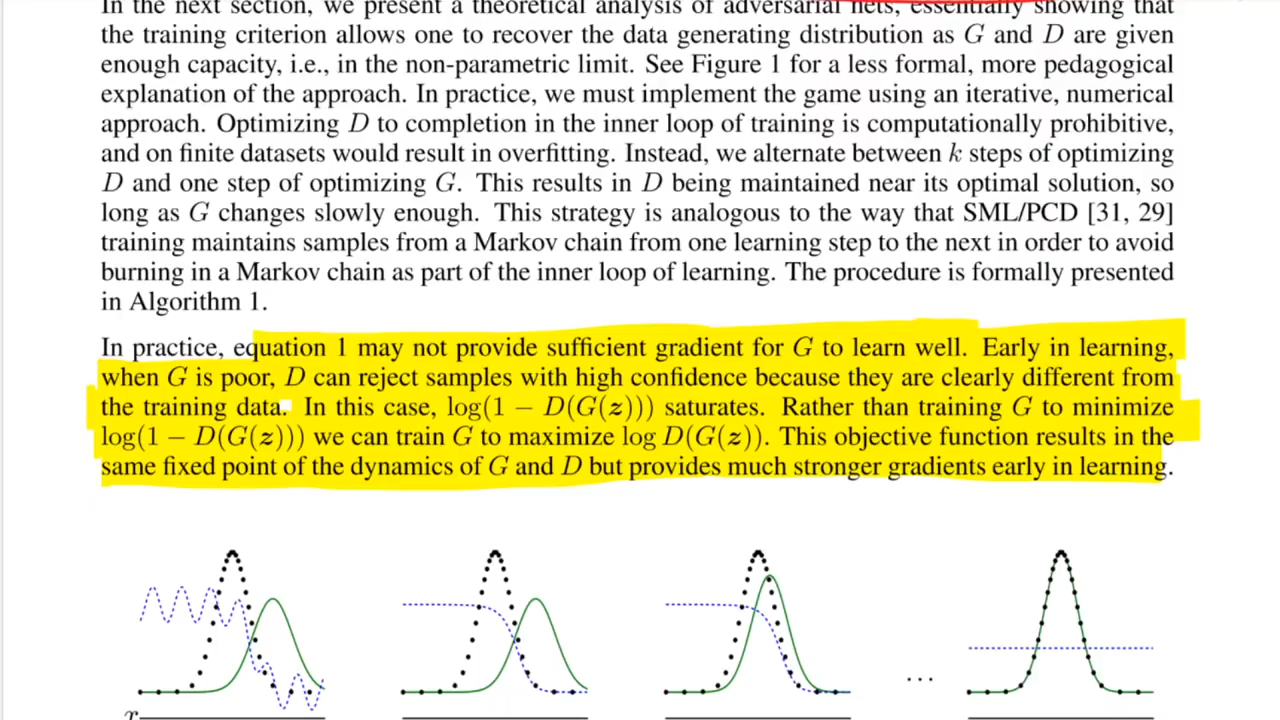 In the next section, we present a theoretical analysis of adversarial nets, essentially showing that
the training criterion allows one to recover the data generating distribution as G and D are given
enough capacity, i.e., in the non-parametric limit. See Figure 1 for a less formal, more pedagogical
explanation of the approach. In practice, we must implement the game using an iterative, numerical
approach. Optimizing D to completion in the inner loop of training is computationally prohibitive,
and on finite datasets would result in overfitting. Instead, we alternate between k steps of optimizing
D and one step of optimizing G. This results in D being maintained near its optimal solution, so
long as G changes slowly enough. This strategy is analogous to the way that SML/PCD [31, 29]
training maintains samples from a Markov chain from one learning step to the next in order to avoid
burning in a Markov chain as part of the inner loop of learning. The procedure is formally presented
in Algorithm 1.
In practice, equation 1 may not provide sufficient gradient for G to learn well. Early in learning,
when G is poor, D can reject samples with high confidence because they are clearly different from
the training data. In this case, log(1 − D(G(z))) saturates. Rather than training G to minimize
log(1 − D(G(z))) we can train G to maximize log D(G(z)). This objective function results in the
same fixed point of the dynamics of G and D but provides much stronger gradients early in learning.
...
x